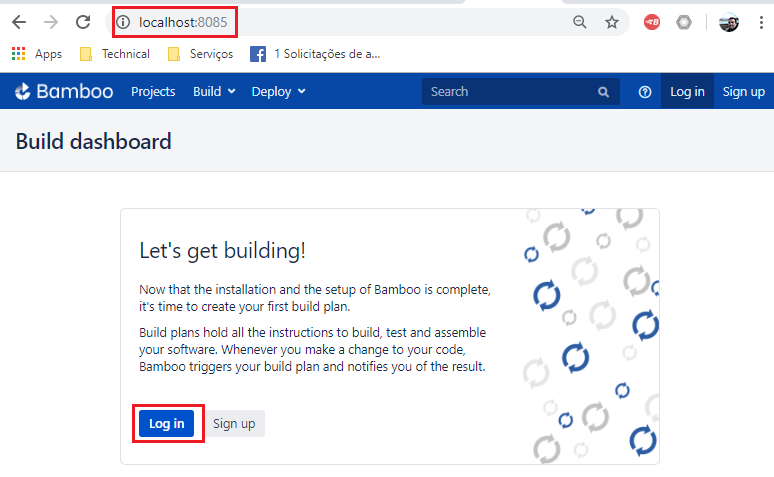 localhost:8085
Apps Technical Serviços 1 Solicitações de a...
Bamboo Projects Build Deploy Search Log in Sign up
Build dashboard
Let's get building!
Now that the installation and the setup of Bamboo is complete,
it's time to create your first build plan.
Build plans hold all the instructions to build, test and assemble
your software. Whenever you make a change to your code,
Bamboo triggers your build plan and notifies you of the result.
Log in Sign up